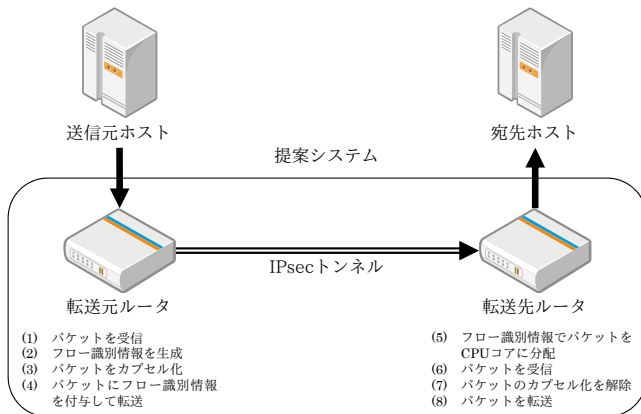 送信元ホスト
宛先ホスト
提案システム
IPsecトンネル
転送元ルータ
転送先ルータ
(1) パケットを受信
(2) フロー識別情報を生成
(3) パケットをカプセル化
(4) パケットにフロー識別情報
を付与して転送
(5) フロー識別情報でパケットを
CPUコアに分配
(6) パケットを受信
(7) パケットのカプセル化を解除
(8) パケットを転送